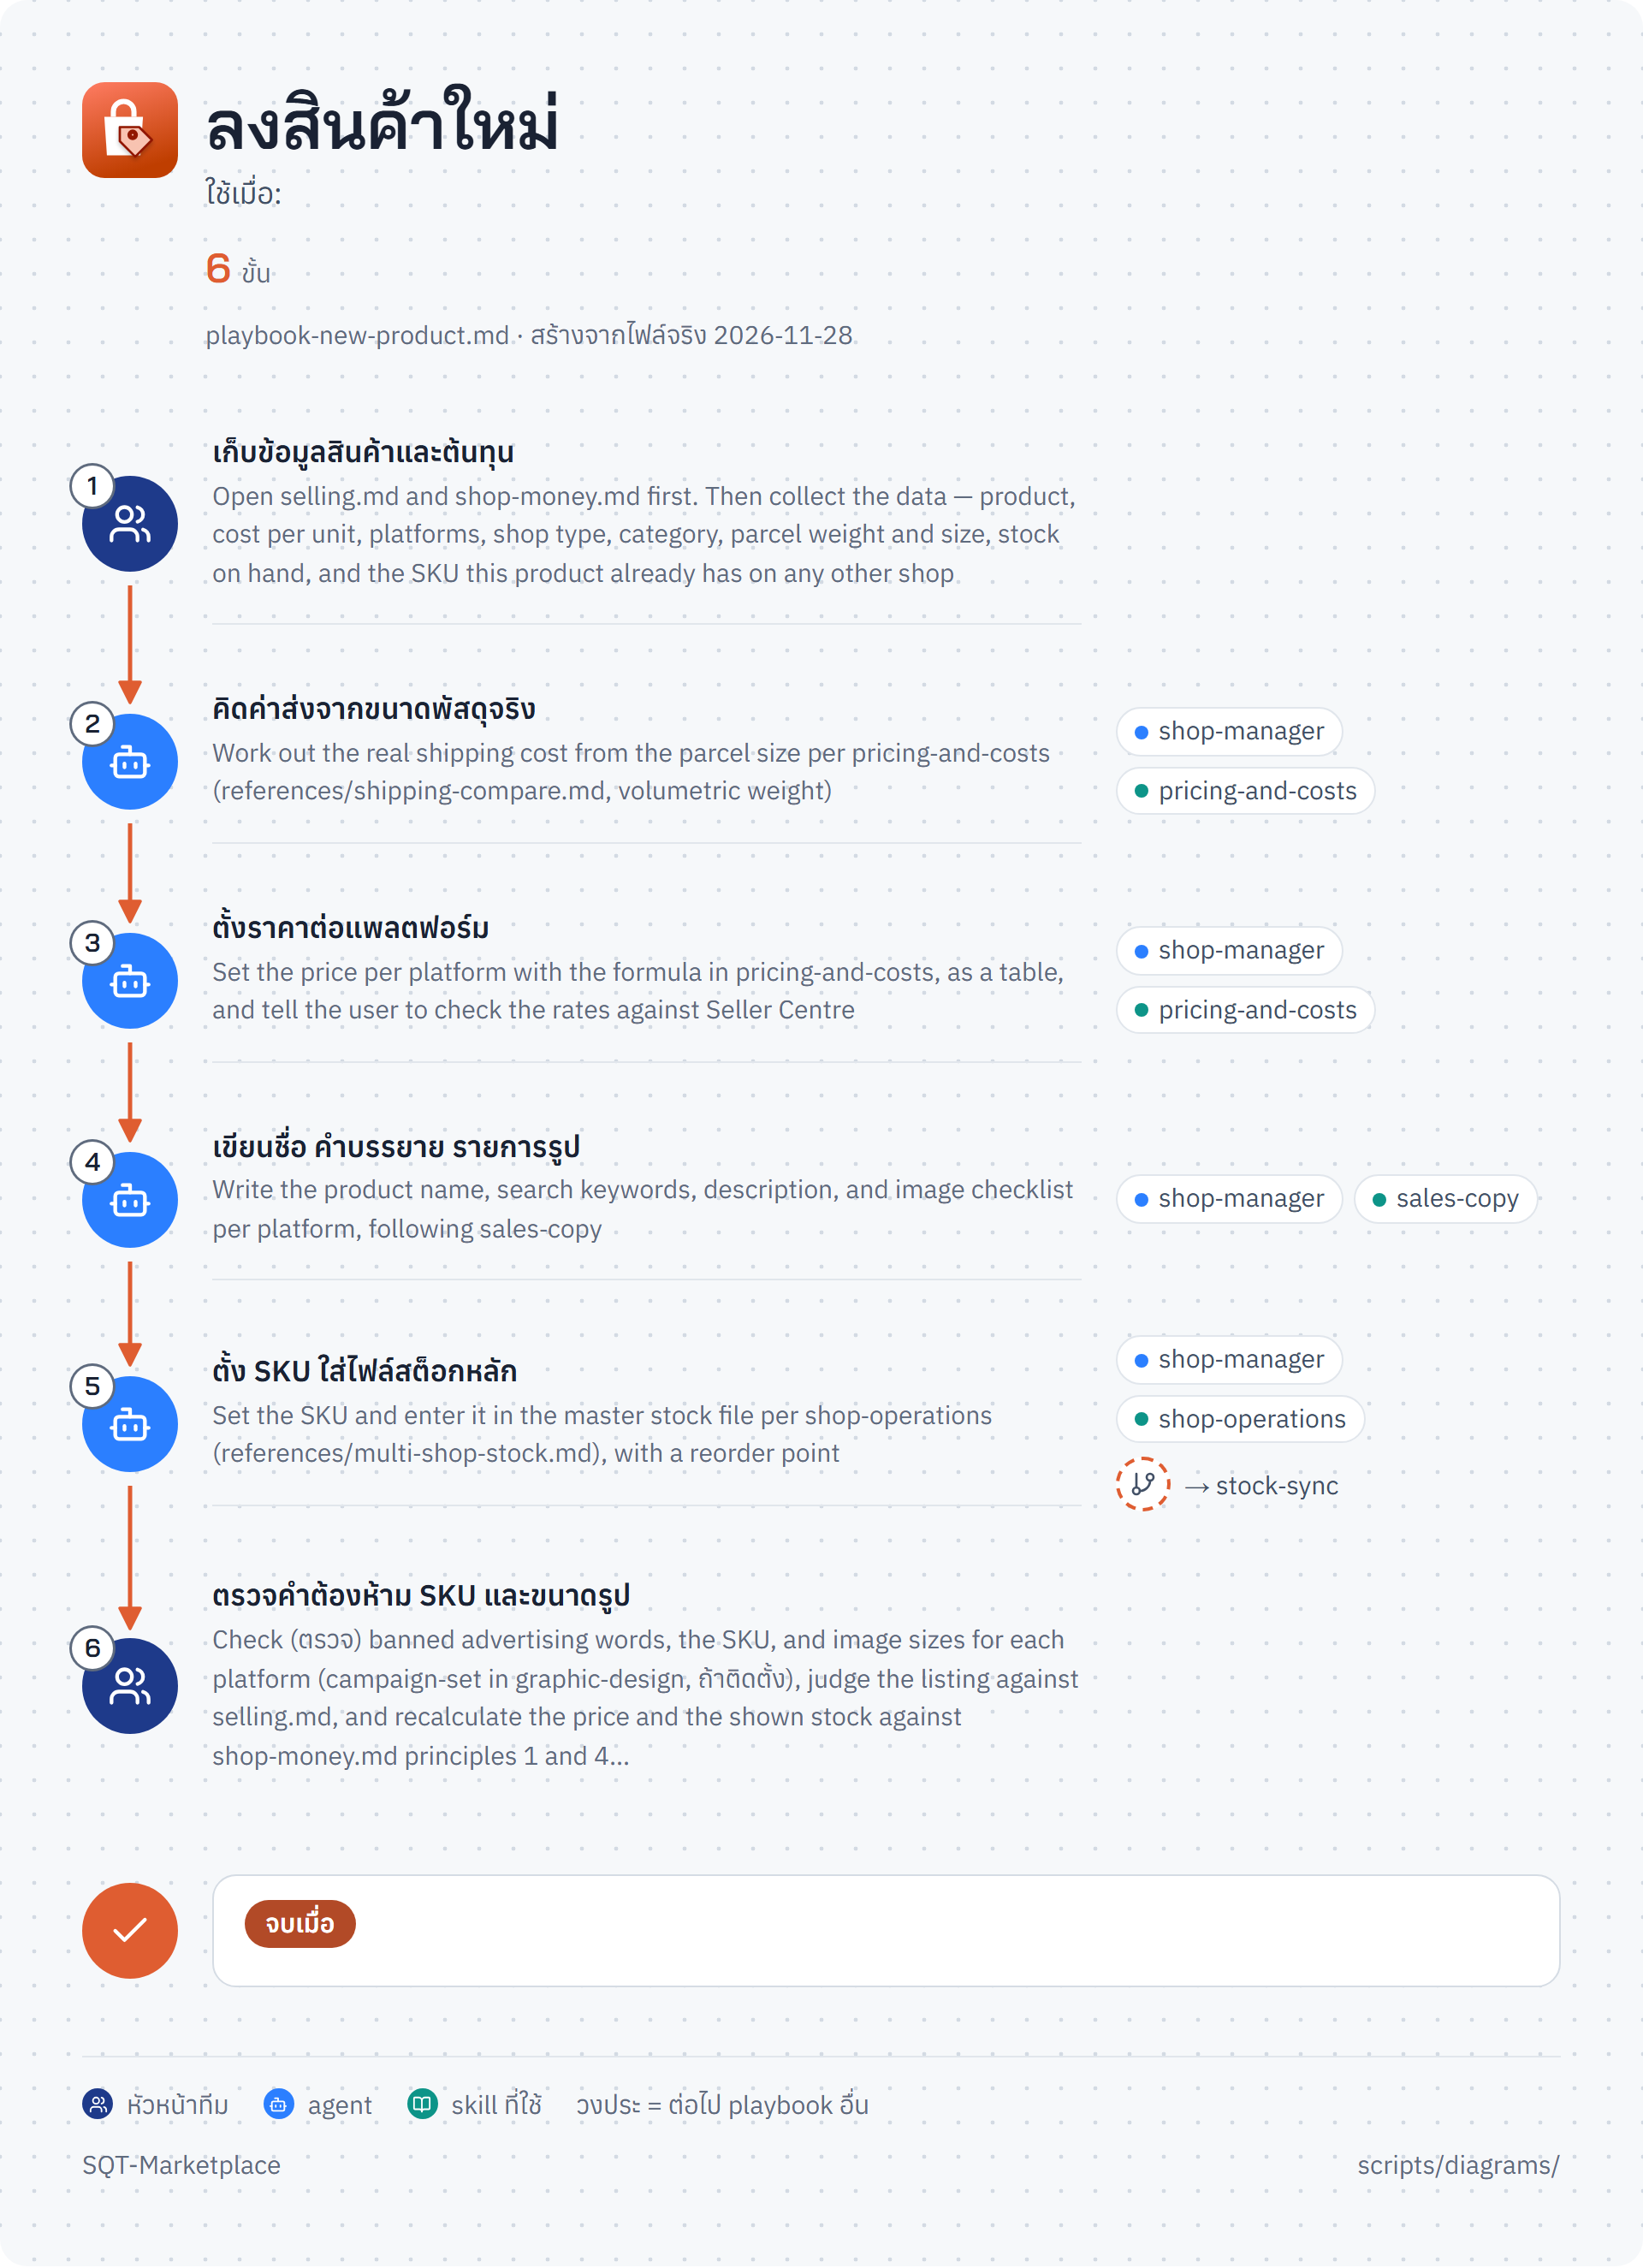 ลงสินค้าใหม่
ใช้เมื่อ:
6 ขั้น
playbook-new-product.md · สร้างจากไฟล์จริง 2026-11-28
1
เก็บข้อมูลสินค้าและต้นทุน
Open selling.md and shop-money.md first. Then collect the data — product,
cost per unit, platforms, shop type, category, parcel weight and size, stock
on hand, and the SKU this product already has on any other shop
2
คิดค่าส่งจากขนาดพัสดุจริง
Work out the real shipping cost from the parcel size per pricing-and-costs
(references/shipping-compare.md, volumetric weight)
shop-manager
pricing-and-costs
3
ตั้งราคาต่อแพลตฟอร์ม
Set the price per platform with the formula in pricing-and-costs, as a table,
and tell the user to check the rates against Seller Centre
shop-manager
pricing-and-costs
4
เขียนชื่อ คำบรรยาย รายการรูป
Write the product name, search keywords, description, and image checklist
per platform, following sales-copy
shop-manager sales-copy
5
ตั้ง SKU ใส่ไฟล์สต็อกหลัก
Set the SKU and enter it in the master stock file per shop-operations
(references/multi-shop-stock.md), with a reorder point
shop-manager
shop-operations
→ stock-sync
6
ตรวจคำต้องห้าม SKU และขนาดรูป
Check (ตรวจ) banned advertising words, the SKU, and image sizes for each
platform (campaign-set in graphic-design, ถ้าติดตั้ง), judge the listing against
selling.md, and recalculate the price and the shown stock against
shop-money.md principles 1 and 4…
จบเมื่อ
หัวหน้าทีม agent skill ที่ใช้ วงประ = ต่อไป playbook อื่น
SQT-Marketplace scripts/diagrams/